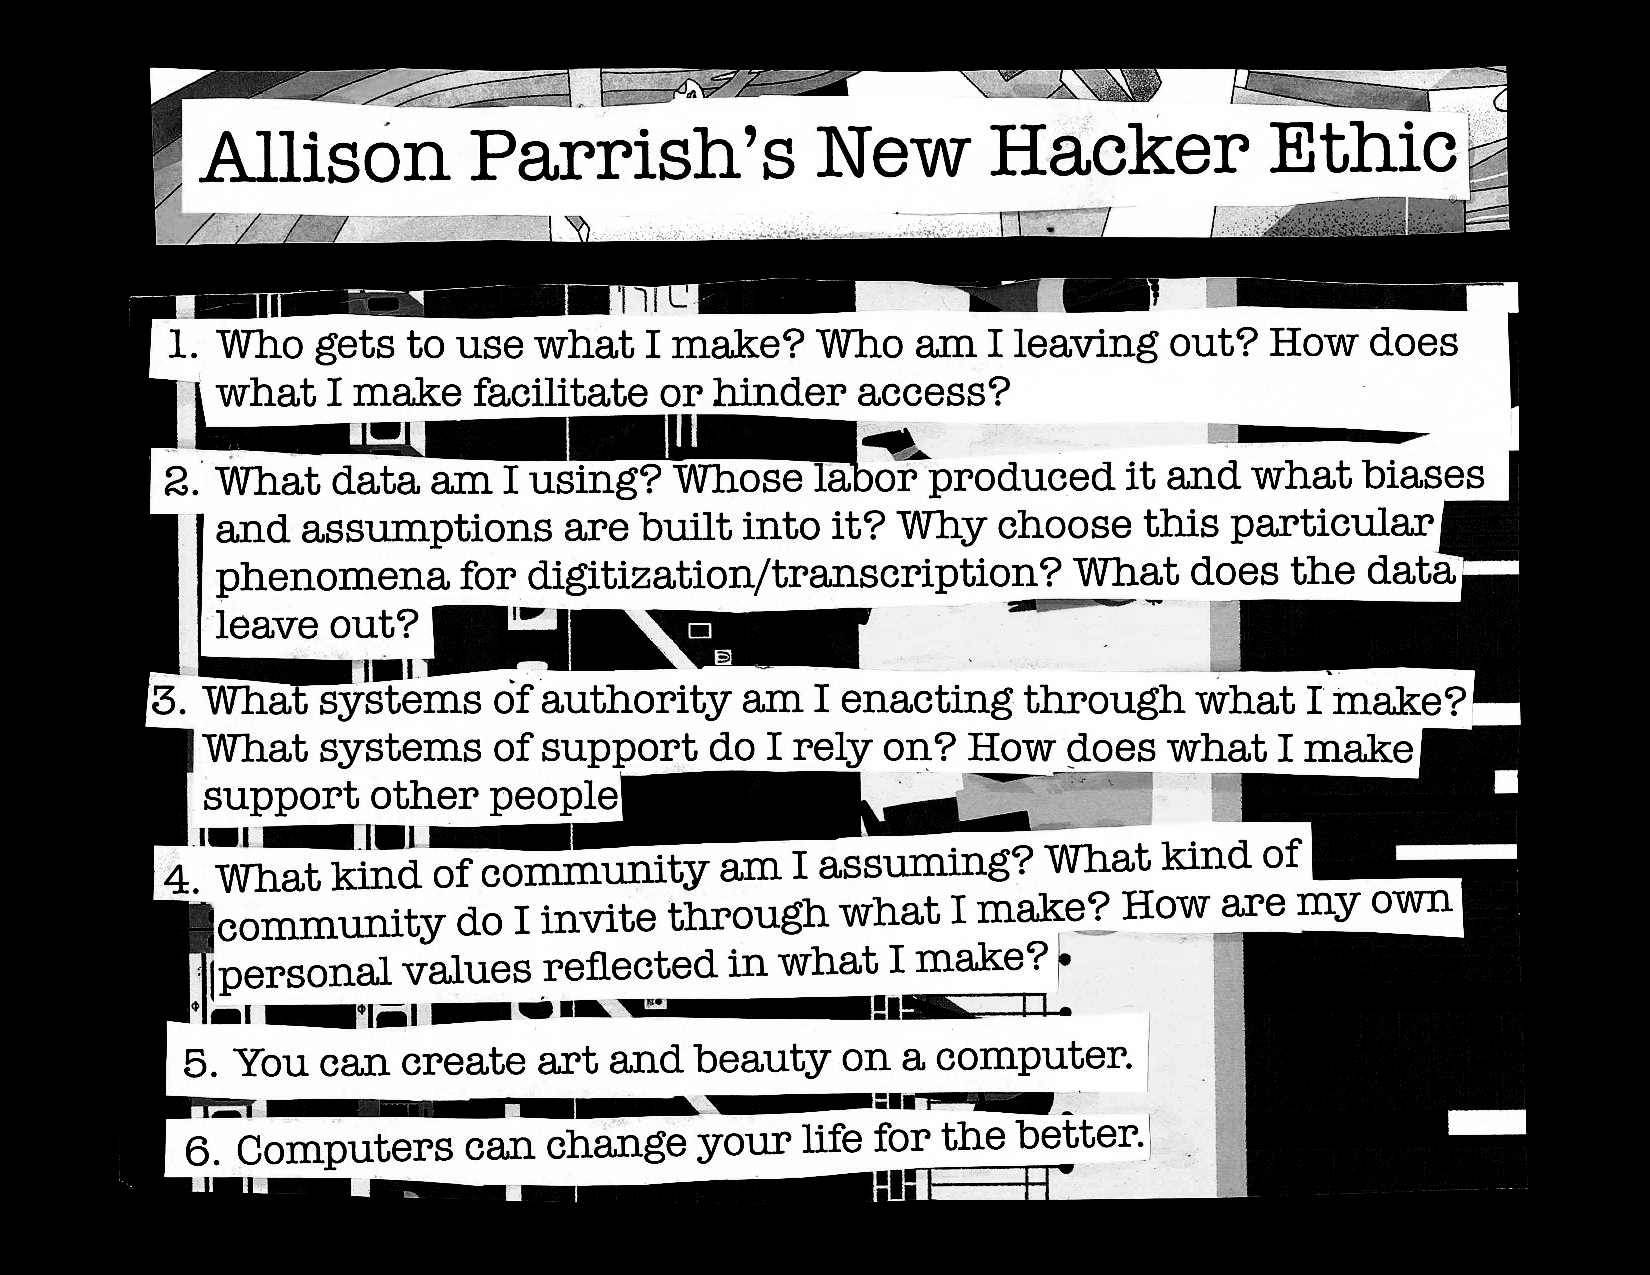 Allison Parrish's New Hacker Ethic
1. Who gets to use what I make? Who am I leaving out? How does
what I make facilitate or hinder access?
2. What data am I using? Whose labor produced it and what biases
and assumptions are built into it? Why choose this particular
phenomena for digitization/transcription? What does the data
leave out?
3. What systems of authority am I enacting through what I make?
What systems of support do I rely on? How does what I make
support other people
4. What kind of community am I assuming? What kind of
community do I invite through what I make? How are my own
personal values reflected in what I make?
5. You can create art and beauty on a computer.
6. Computers can change your life for the better.